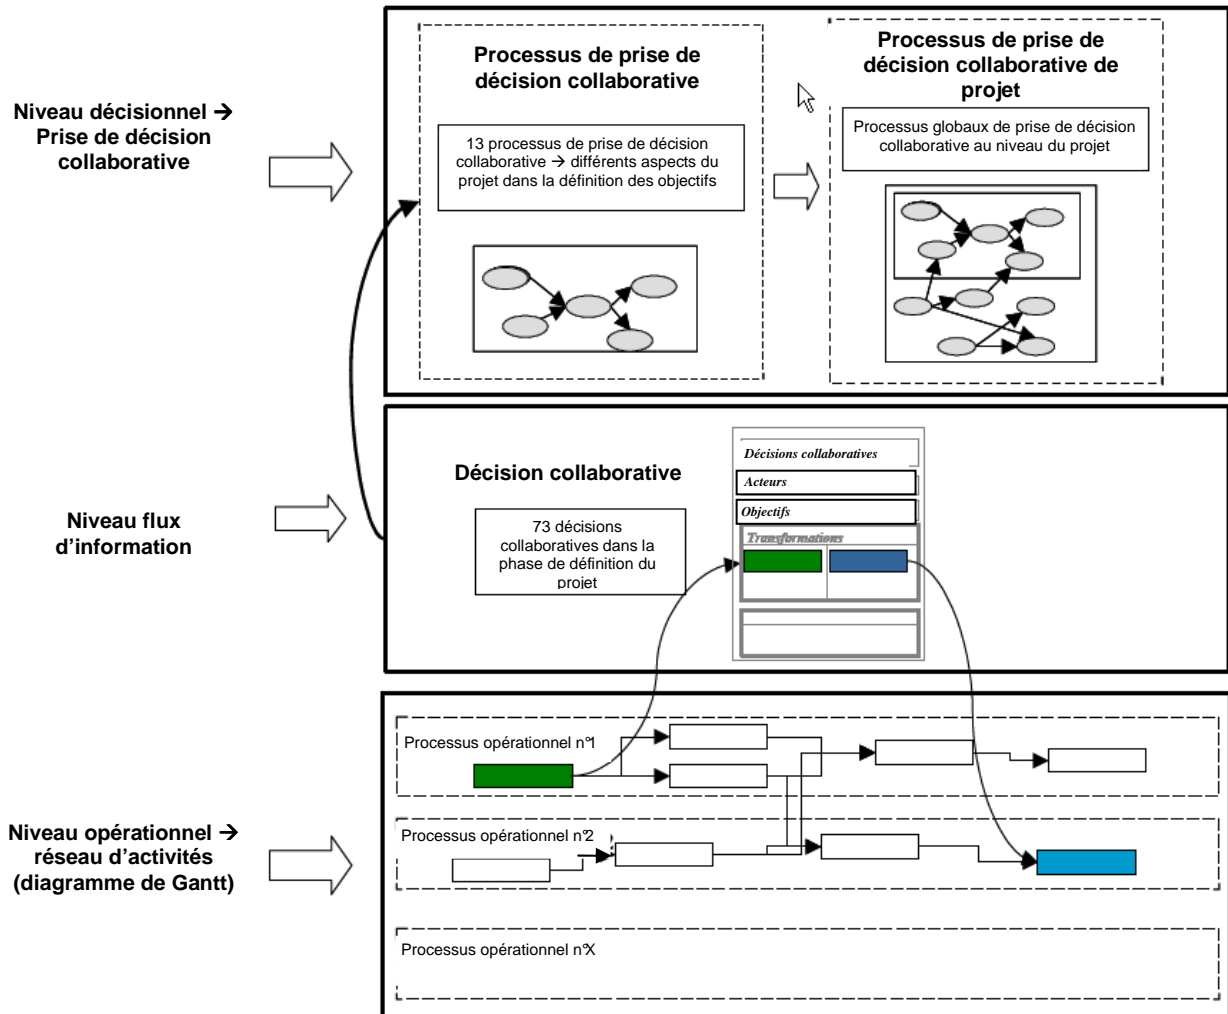 Niveau décisionnel →
Prise de décision
collaborative
Processus de prise de
décision collaborative
13 processus de prise de décision
collaborative → différents aspects du
projet dans la définition des objectifs
Processus de prise de
décision collaborative de
projet
Processus globaux de prise de décision
collaborative au niveau du projet
Niveau flux
d’information
Décision collaborative
73 décisions
collaboratives dans la
phase de définition du
projet
Décisions collaboratives
Acteurs
Objectifs
Transformations
Niveau opérationnel →
réseau d’activités
(diagramme de Gantt)
Processus opérationnel n°1
Processus opérationnel n°2
Processus opérationnel n°X